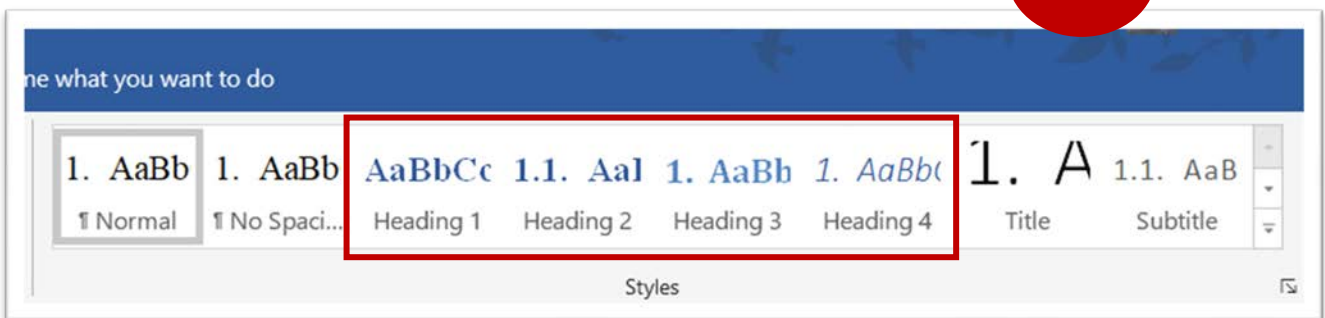 ne what you want to do
1. AaBb 1. AaBb AaBbCc 1.1. AaI 1. AaBb 1. AaBb( 1. A 1.1. AaB
¶ Normal ¶ No Spaci... Heading 1 Heading 2 Heading 3 Heading 4 Title Subtitle
Styles